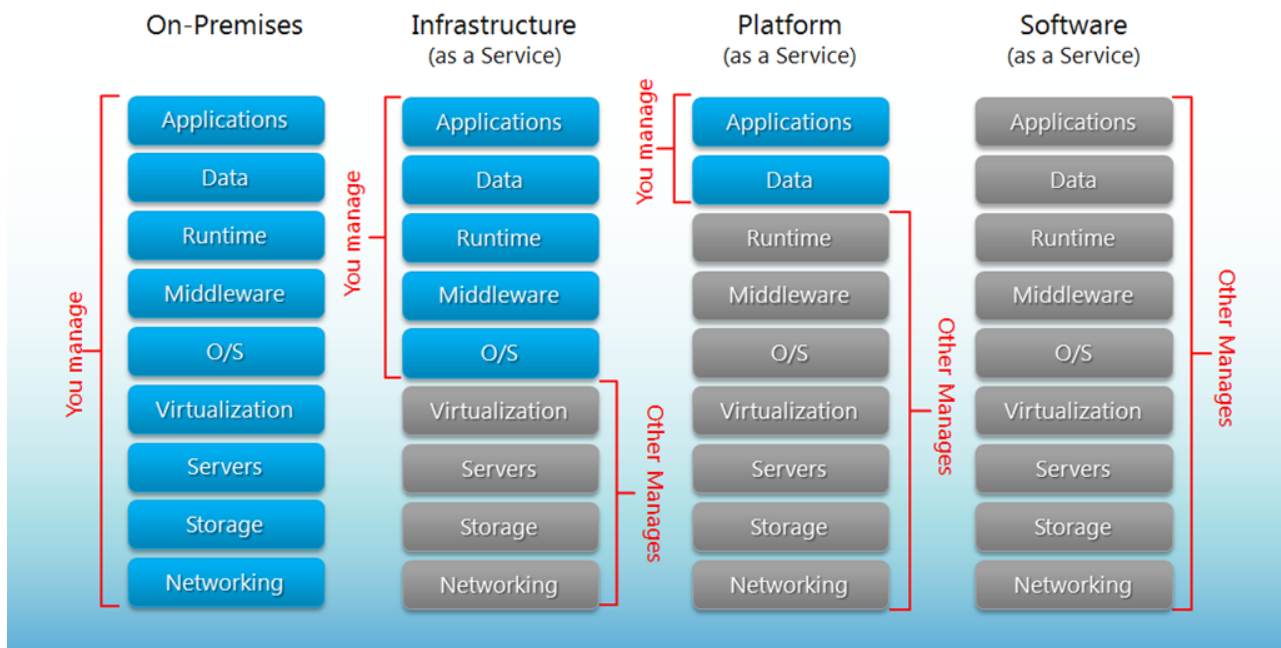 On-Premises
Infrastructure
(as a Service)
Platform
(as a Service)
Software
(as a Service)
You manage
Applications
Data
Runtime
Middleware
O/S
Virtualization
Servers
Storage
Networking
You manage
Applications
Data
Runtime
Middleware
O/S
Virtualization
Servers
Storage
Networking
Other Manages
You manage
Applications
Data
Runtime
Middleware
O/S
Virtualization
Servers
Storage
Networking
Other Manages
Applications
Data
Runtime
Middleware
O/S
Virtualization
Servers
Storage
Networking
Other Manages